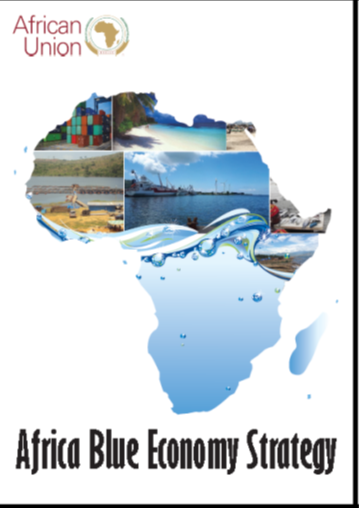 African
Union
Africa Blue Economy Strategy